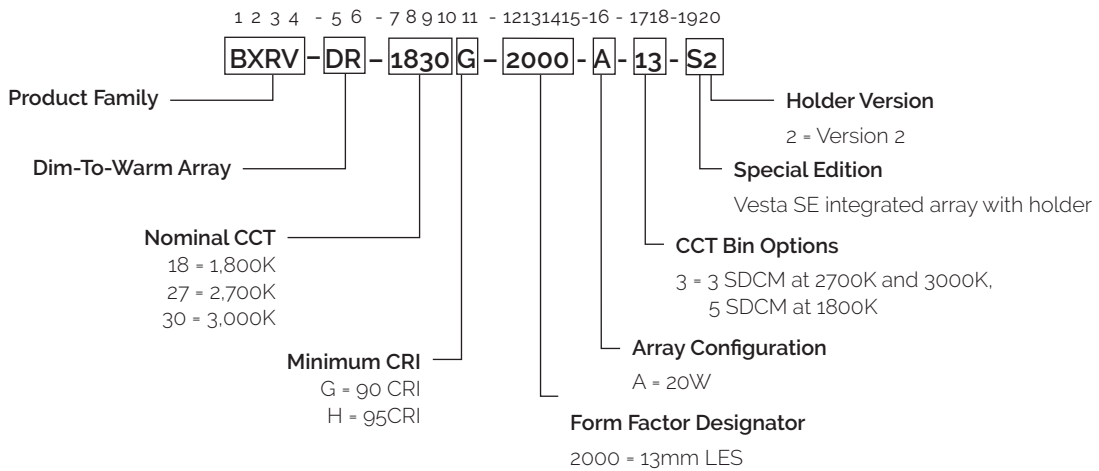 1 2 3 4 - 5 6 - 7 8 9 10 11 - 12131415-16 - 1718-1920
BXRV-DR-1830G-2000-A-13-S2
Product Family
Holder Version
2 = Version 2
Dim-To-Warm Array
Special Edition
Vesta SE integrated array with holder
Nominal CCT
18 = 1,800K
27 = 2,700K
30 = 3,000K
CCT Bin Options
3 = 3 SDCM at 2700K and 3000K,
5 SDCM at 1800K
Minimum CRI
G = 90 CRI
H = 95CRI
Array Configuration
A = 20W
Form Factor Designator
2000 = 13mm LES